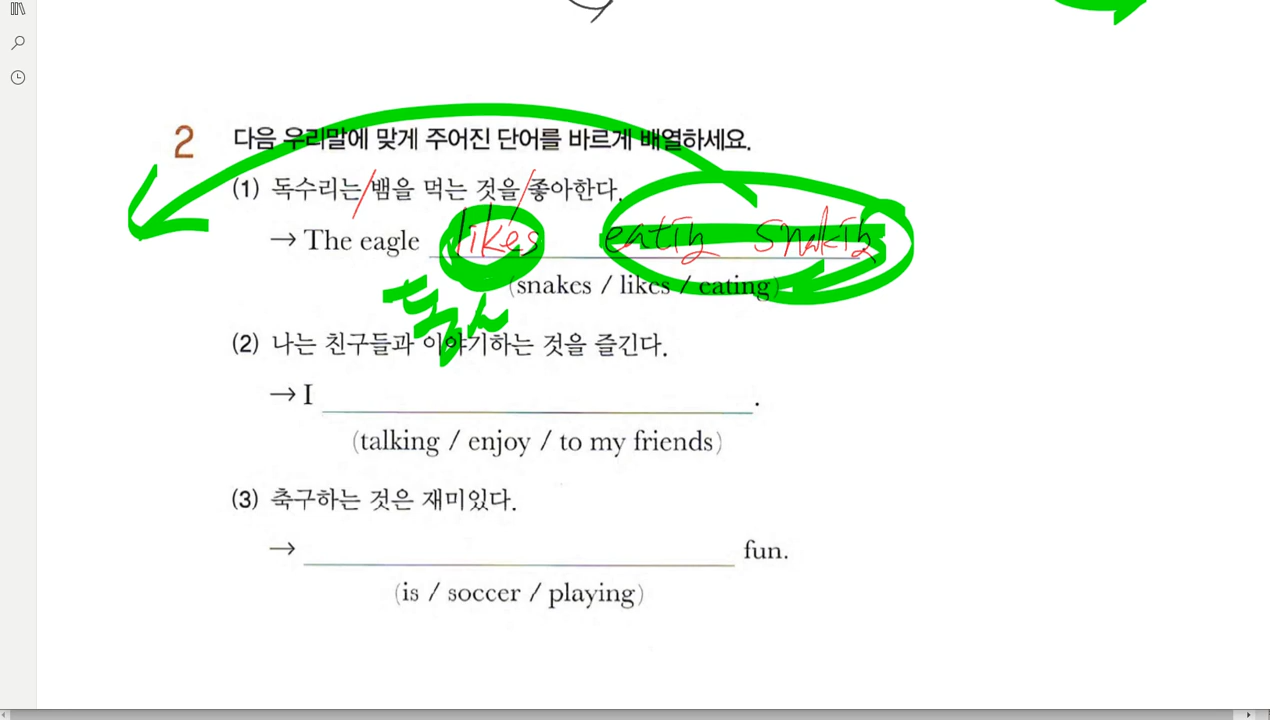 2 다음 우리말에 맞게 주어진 단어를 바르게 배열하세요.
(1) 독수리는/뱀을 먹는 것을/좋아한다.
→ The eagle likes eating
(snakes / likes / eating)
(2) 나는 친구들과 이야기하는 것을 즐긴다.
→ I .
(talking / enjoy / to my friends)
(3) 축구하는 것은 재미있다.
→ fun.
(is / soccer / playing)